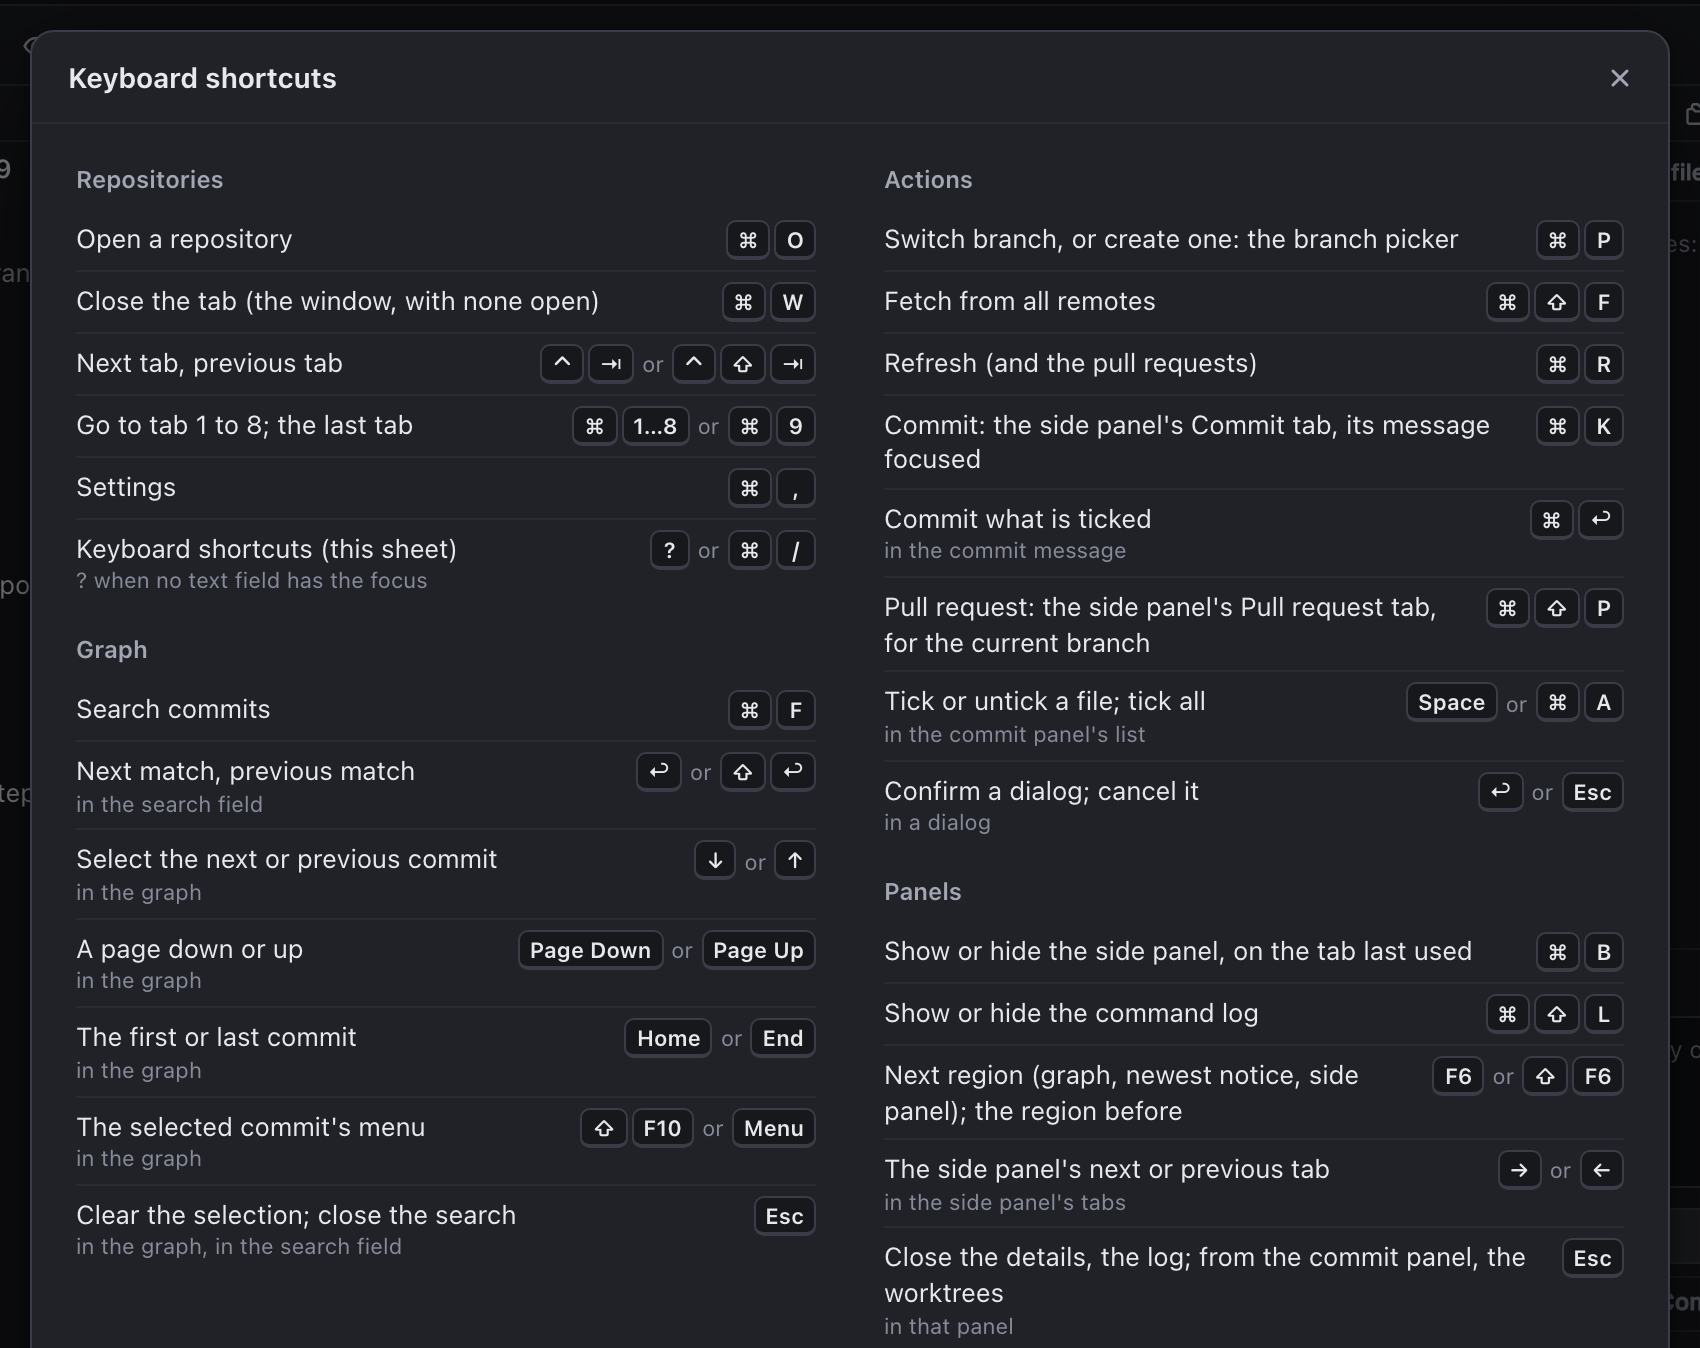 Keyboard shortcuts
Repositories
Open a repository ⌘ O
Close the tab (the window, with none open) ⌘ W
Next tab, previous tab ^ ⇥ or ^ ⇧ ⇥
Go to tab 1 to 8; the last tab ⌘ 1...8 or ⌘ 9
Settings ⌘ ,
Keyboard shortcuts (this sheet) ? or ⌘ /
? when no text field has the focus
Graph
Search commits ⌘ F
Next match, previous match ↩ or ⇧ ↩
in the search field
Select the next or previous commit ↓ or ↑
in the graph
A page down or up Page Down or Page Up
in the graph
The first or last commit Home or End
in the graph
The selected commit's menu ⇧ F10 or Menu
in the graph
Clear the selection; close the search Esc
in the graph, in the search field
Actions
Switch branch, or create one: the branch picker ⌘ P
Fetch from all remotes ⌘ ⇧ F
Refresh (and the pull requests) ⌘ R
Commit: the side panel's Commit tab, its message ⌘ K
focused
Commit what is ticked ⌘ ↩
in the commit message
Pull request: the side panel's Pull request tab, ⌘ ⇧ P
for the current branch
Tick or untick a file; tick all Space or ⌘ A
in the commit panel's list
Confirm a dialog; cancel it ↩ or Esc
in a dialog
Panels
Show or hide the side panel, on the tab last used ⌘ B
Show or hide the command log ⌘ ⇧ L
Next region (graph, newest notice, side F6 or ⇧ F6
panel); the region before
The side panel's next or previous tab → or ←
in the side panel's tabs
Close the details, the log; from the commit panel, the Esc
worktrees
in that panel